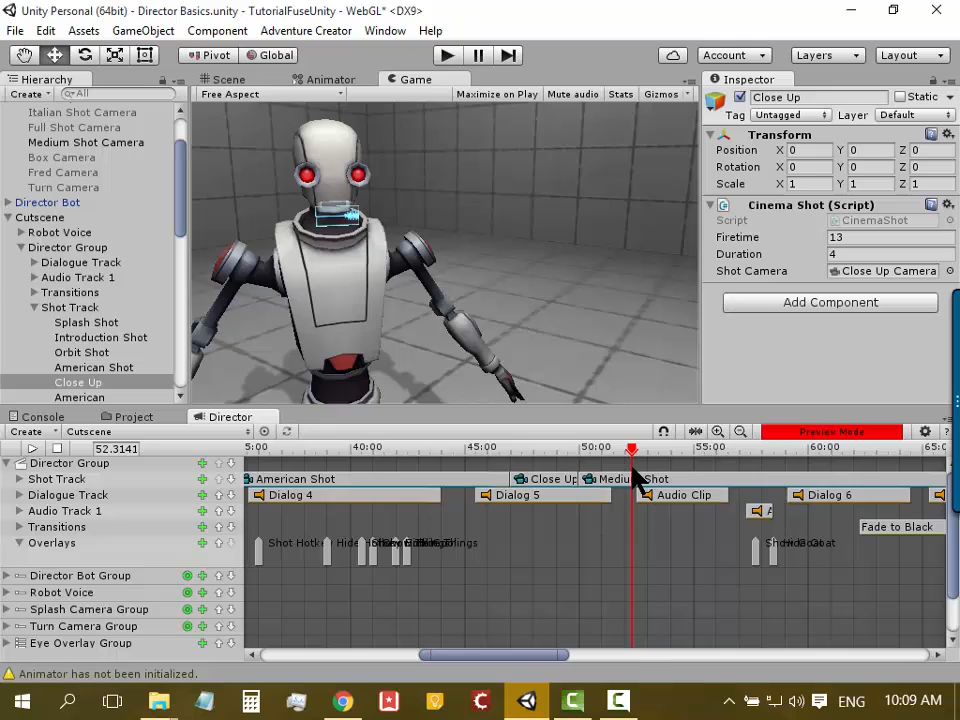 Unity Personal (64bit) - Director Basics.unity - TutorialFuseUnity - WebGL* <DX9>
File Edit Assets GameObject Component Adventure Creator Window Help
Pivot Global Account Layers Layout
Hierarchy Scene Animator Game Inspector
Create All Free Aspect Maximize on Play Mute audio Stats Gizmos Close Up Static
Italian Shot Camera Tag Untagged Layer Default
Full Shot Camera
Medium Shot Camera Transform
Box Camera Position X 0 Y 0 Z 0
Fred Camera Rotation X 0 Y 0 Z 0
Turn Camera Scale X 1 Y 1 Z 1
Director Bot Cinema Shot (Script)
Cutscene Script CinemaShot
Robot Voice Firetime 13
Director Group Duration 4
Dialogue Track Shot Camera Close Up Camera
Audio Track 1
Transitions Add Component
Shot Track
Splash Shot
Introduction Shot
Orbit Shot
American Shot
Close Up
American
Console Project Director
Create Cutscene Preview Mode
52.3141 5:00 40:00 45:00 50:00 55:00 60:00 65:0
Director Group
Shot Track American Shot Close Up Medium Shot
Dialogue Track Dialog 4 Dialog 5 Audio Clip Dialog 6
Audio Track 1 A
Transitions Fade to Black
Overlays Shot Hotk Hide Things
Director Bot Group
Robot Voice
Splash Camera Group
Turn Camera Group
Eye Overlay Group
Animator has not been initialized.
ENG 10:09 AM